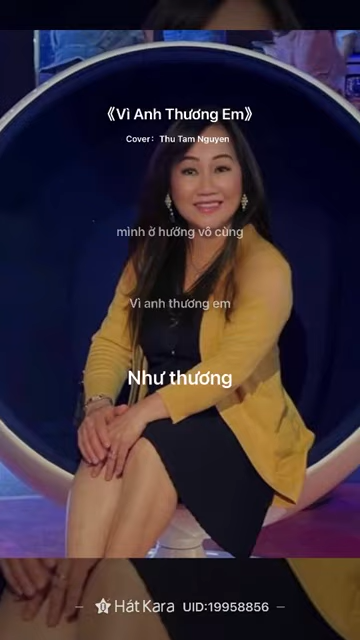 《Vì Anh Thương Em》
Cover：Thu Tam Nguyen
mình ở hướng vô cùng
Vì anh thương em
Như thương
Hát Kara UID:19958856